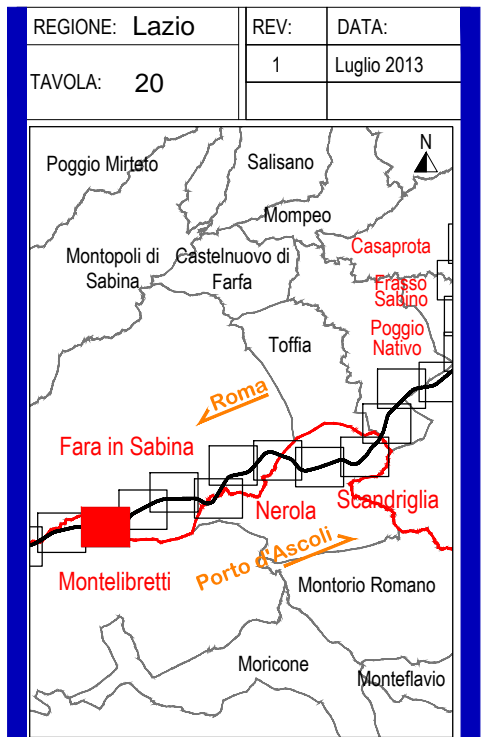 REGIONE: Lazio
REV:
DATA:
1
Luglio 2013
TAVOLA: 20
N
Poggio Mirteto
Salisano
Mompeo
Casaprota
Montopoli di
Sabina
Castelnuovo di
Farfa
Frasso
Sabino
Poggio
Nativo
Toffia
Roma
Fara in Sabina
Nerola
Scandriglia
Porto d'Ascoli
Montelibretti
Montorio Romano
Moricone
Monteflavio